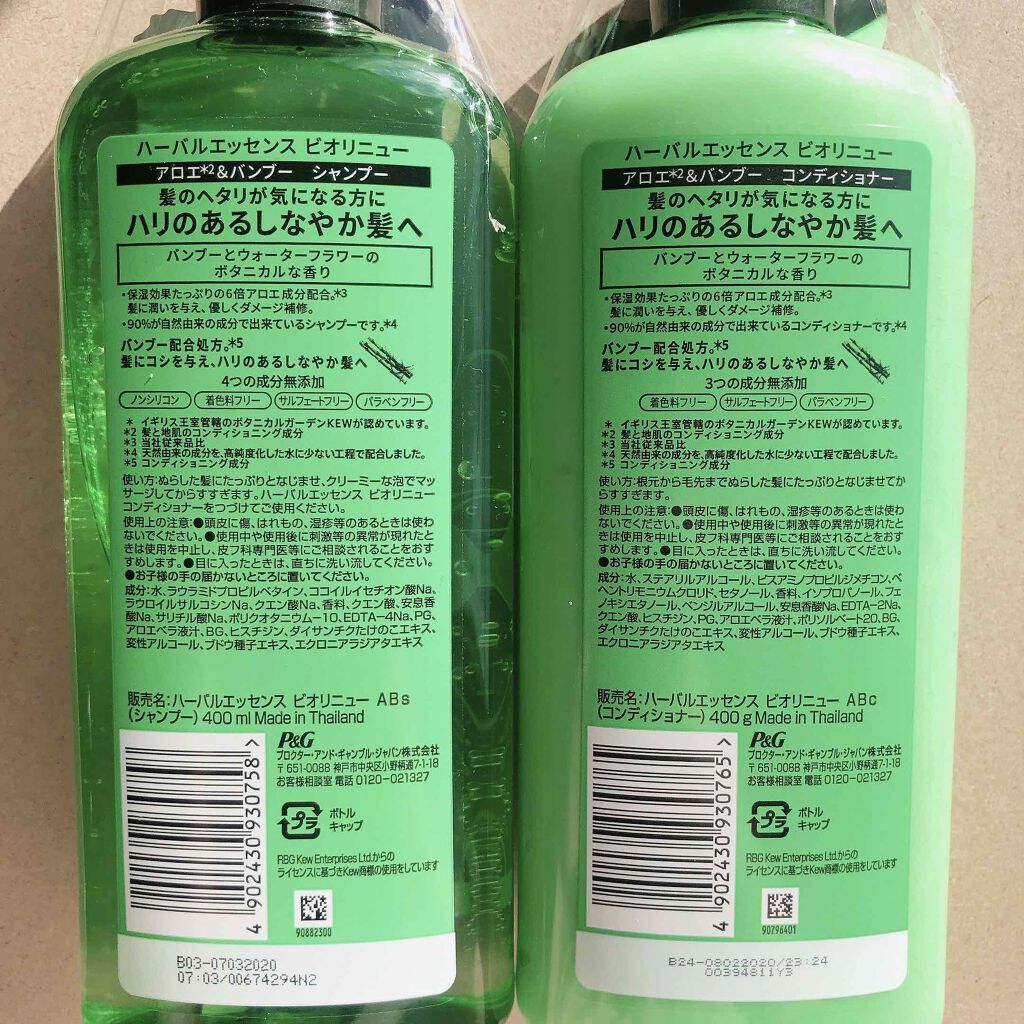 ハーバルエッセンス ビオリニュー
アロエ*2&バンブー シャンプー
髪のヘタリが気になる方に
ハリのあるしなやか髪へ
バンブーとウォーターフラワーの
ボタニカルな香り
・保湿効果たっぷりの6倍アロエ成分配合。*3
髪に潤いを与え、優しくダメージ補修。
・90%が自然由来の成分で出来ているシャンプーです。*4
バンブー配合処方。*5
髪にコシを与え、ハリのあるしなやか髪へ
4つの成分無添加
ノンシリコン 着色料フリー サルフェートフリー パラベンフリー
* イギリス王室管轄のボタニカルガーデンKEWが認めています。
*2 髪と地肌のコンディショニング成分
*3 当社従来品比
*4 天然由来の成分を、高純度化した水に少ない工程で配合しました。
*5 コンディショニング成分
使い方:ぬらした髪にたっぷりとなじませ、クリーミーな泡でマッ
サージしてからすすぎます。ハーバルエッセンス ビオリニュー
コンディショナーをつづけてご使用ください。
使用上の注意:●頭皮に傷、はれもの、湿疹等のあるときは使わ
ないでください。●使用中や使用後に刺激等の異常が現れたと
きは使用を中止し、皮フ科専門医等にご相談されることをおす
すめします。●目に入ったときは、直ちに洗い流してください。
●お子様の手の届かないところに置いてください。
成分:水、ラウラミドプロピルベタイン、ココイルイセチオン酸Na、
ラウロイルサルコシンNa、クエン酸Na、香料、クエン酸、安息香
酸Na、サリチル酸Na、ポリクオタニウム-10、EDTA-4Na、PG、
アロエベラ液汁、BG、ヒスチジン、ダイサンチクたけのこエキス、
変性アルコール、ブドウ種子エキス、エクロニアラジアタエキス
販売名:ハーバルエッセンス ビオリニュー ABs
(シャンプー) 400 ml Made in Thailand
P&G
プロクター・アンド・ギャンブル・ジャパン株式会社
〒651-0088 神戸市中央区小野柄通7-1-18
お客様相談室 電話 0120-021327
プラ
ボトル
キャップ
RBG Kew Enterprises Ltd.からの
ライセンスに基づきKew商標の使用をしています
4 902430 930758 >
90882300
B03-07032020
07:03/00674294N2
ハーバルエッセンス ビオリニュー
アロエ*2&バンブー コンディショナー
髪のヘタリが気になる方に
ハリのあるしなやか髪へ
バンブーとウォーターフラワーの
ボタニカルな香り
・保湿効果たっぷりの6倍アロエ成分配合。*3
髪に潤いを与え、優しくダメージ補修。
・90%が自然由来の成分で出来ているコンディショナーです。*4
バンブー配合処方。*5
髪にコシを与え、ハリのあるしなやか髪へ
3つの成分無添加
着色料フリー サルフェートフリー パラベンフリー
* イギリス王室管轄のボタニカルガーデンKEWが認めています。
*2 髪と地肌のコンディショニング成分
*3 当社従来品比
*4 天然由来の成分を、高純度化した水に少ない工程で配合しました。
*5 コンディショニング成分
使い方:根元から毛先までぬらした髪にたっぷりとなじませてか
らすすぎます。
使用上の注意:●頭皮に傷、はれもの、湿疹等のあるときは使わ
ないでください。●使用中や使用後に刺激等の異常が現れたと
きは使用を中止し、皮フ科専門医等にご相談されることをおす
すめします。●目に入ったときは、直ちに洗い流してください。
●お子様の手の届かないところに置いてください。
成分:水、ステアリルアルコール、ビスアミノプロピルジメチコン、ベ
ヘントリモニウムクロリド、セタノール、香料、イソプロパノール、フェ
ノキシエタノール、ベンジルアルコール、安息香酸Na、EDTA-2Na、
クエン酸、ヒスチジン、PG、アロエベラ液汁、ポリソルベート20、BG、
ダイサンチクたけのこエキス、変性アルコール、ブドウ種子エキス、
エクロニアラジアタエキス
販売名:ハーバルエッセンス ビオリニュー ABc
(コンディショナー) 400 g Made in Thailand
P&G
プロクター・アンド・ギャンブル・ジャパン株式会社
〒651-0088 神戸市中央区小野柄通7-1-18
お客様相談室 電話 0120-021327
プラ
ボトル
キャップ
RBG Kew Enterprises Ltd.からの
ライセンスに基づきKew商標の使用をしています
4 902430 930765 >
90796401
B24-08022020/23:24
00394811Y3